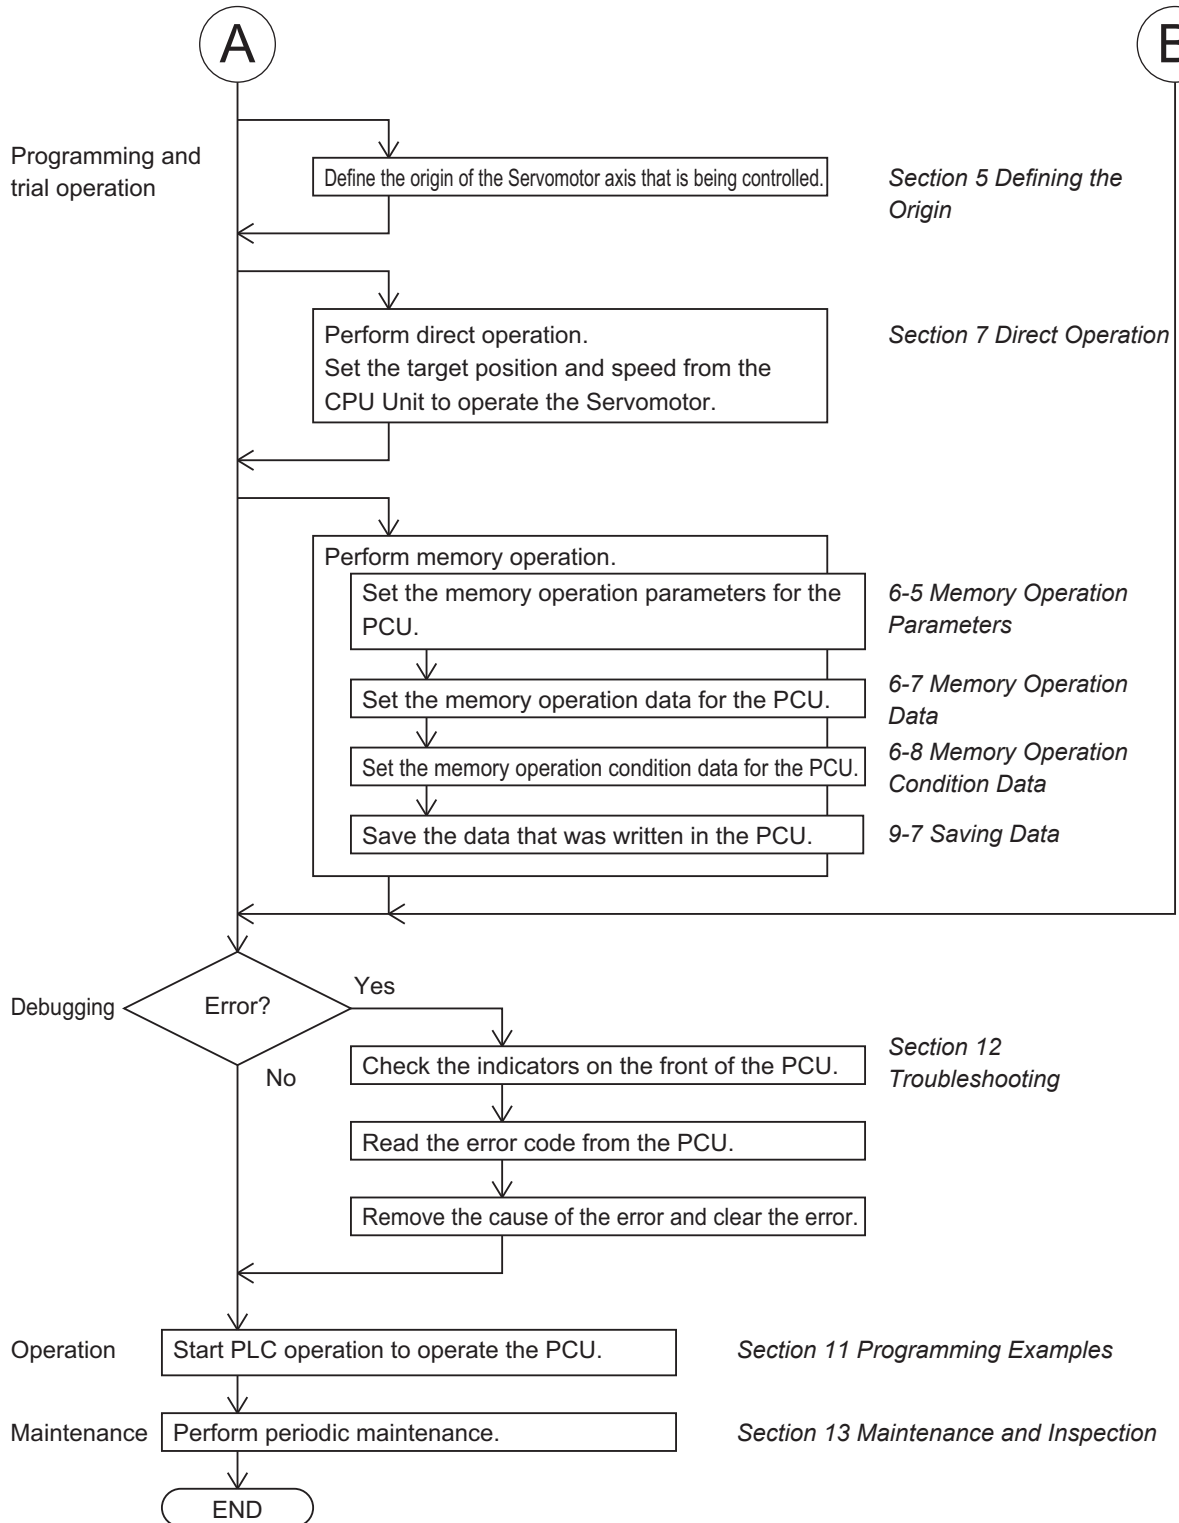 A
B
Programming and
trial operation
Define the origin of the Servomotor axis that is being controlled.
Section 5 Defining the
Origin
Perform direct operation.
Set the target position and speed from the
CPU Unit to operate the Servomotor.
Section 7 Direct Operation
Perform memory operation.
Set the memory operation parameters for the
PCU.
6-5 Memory Operation
Parameters
Set the memory operation data for the PCU.
6-7 Memory Operation
Data
Set the memory operation condition data for the PCU.
6-8 Memory Operation
Condition Data
Save the data that was written in the PCU.
9-7 Saving Data
Debugging
Error?
Yes
No
Check the indicators on the front of the PCU.
Section 12
Troubleshooting
Read the error code from the PCU.
Remove the cause of the error and clear the error.
Operation
Start PLC operation to operate the PCU.
Section 11 Programming Examples
Maintenance
Perform periodic maintenance.
Section 13 Maintenance and Inspection
END